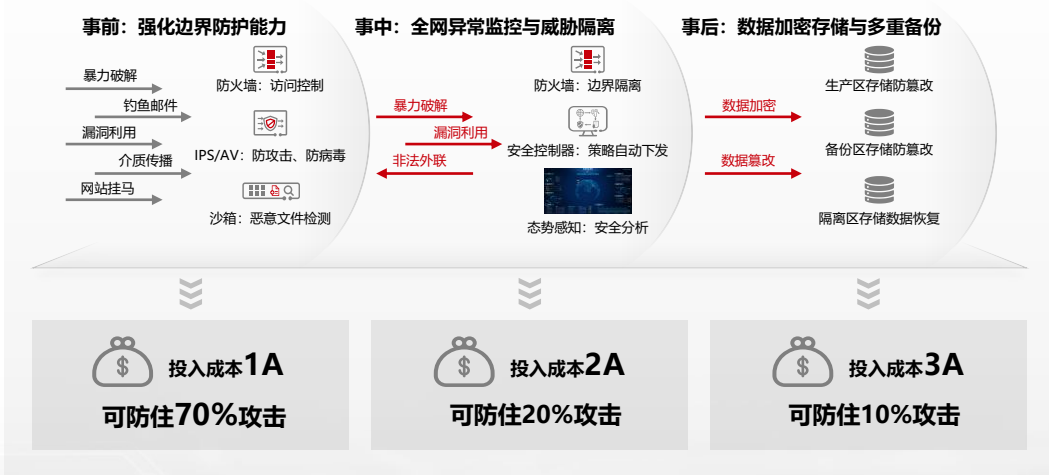 事前：强化边界防护能力
暴力破解
钓鱼邮件
漏洞利用
介质传播
网站挂马
防火墙：访问控制
IPS/AV：防攻击、防病毒
沙箱：恶意文件检测
事中：全网异常监控与威胁隔离
暴力破解
漏洞利用
非法外联
防火墙：边界隔离
安全控制器：策略自动下发
态势感知：安全分析
事后：数据加密存储与多重备份
数据加密
数据篡改
生产区存储防篡改
备份区存储防篡改
隔离区存储数据恢复
$
投入成本1A
可防住70%攻击
$
投入成本2A
可防住20%攻击
$
投入成本3A
可防住10%攻击